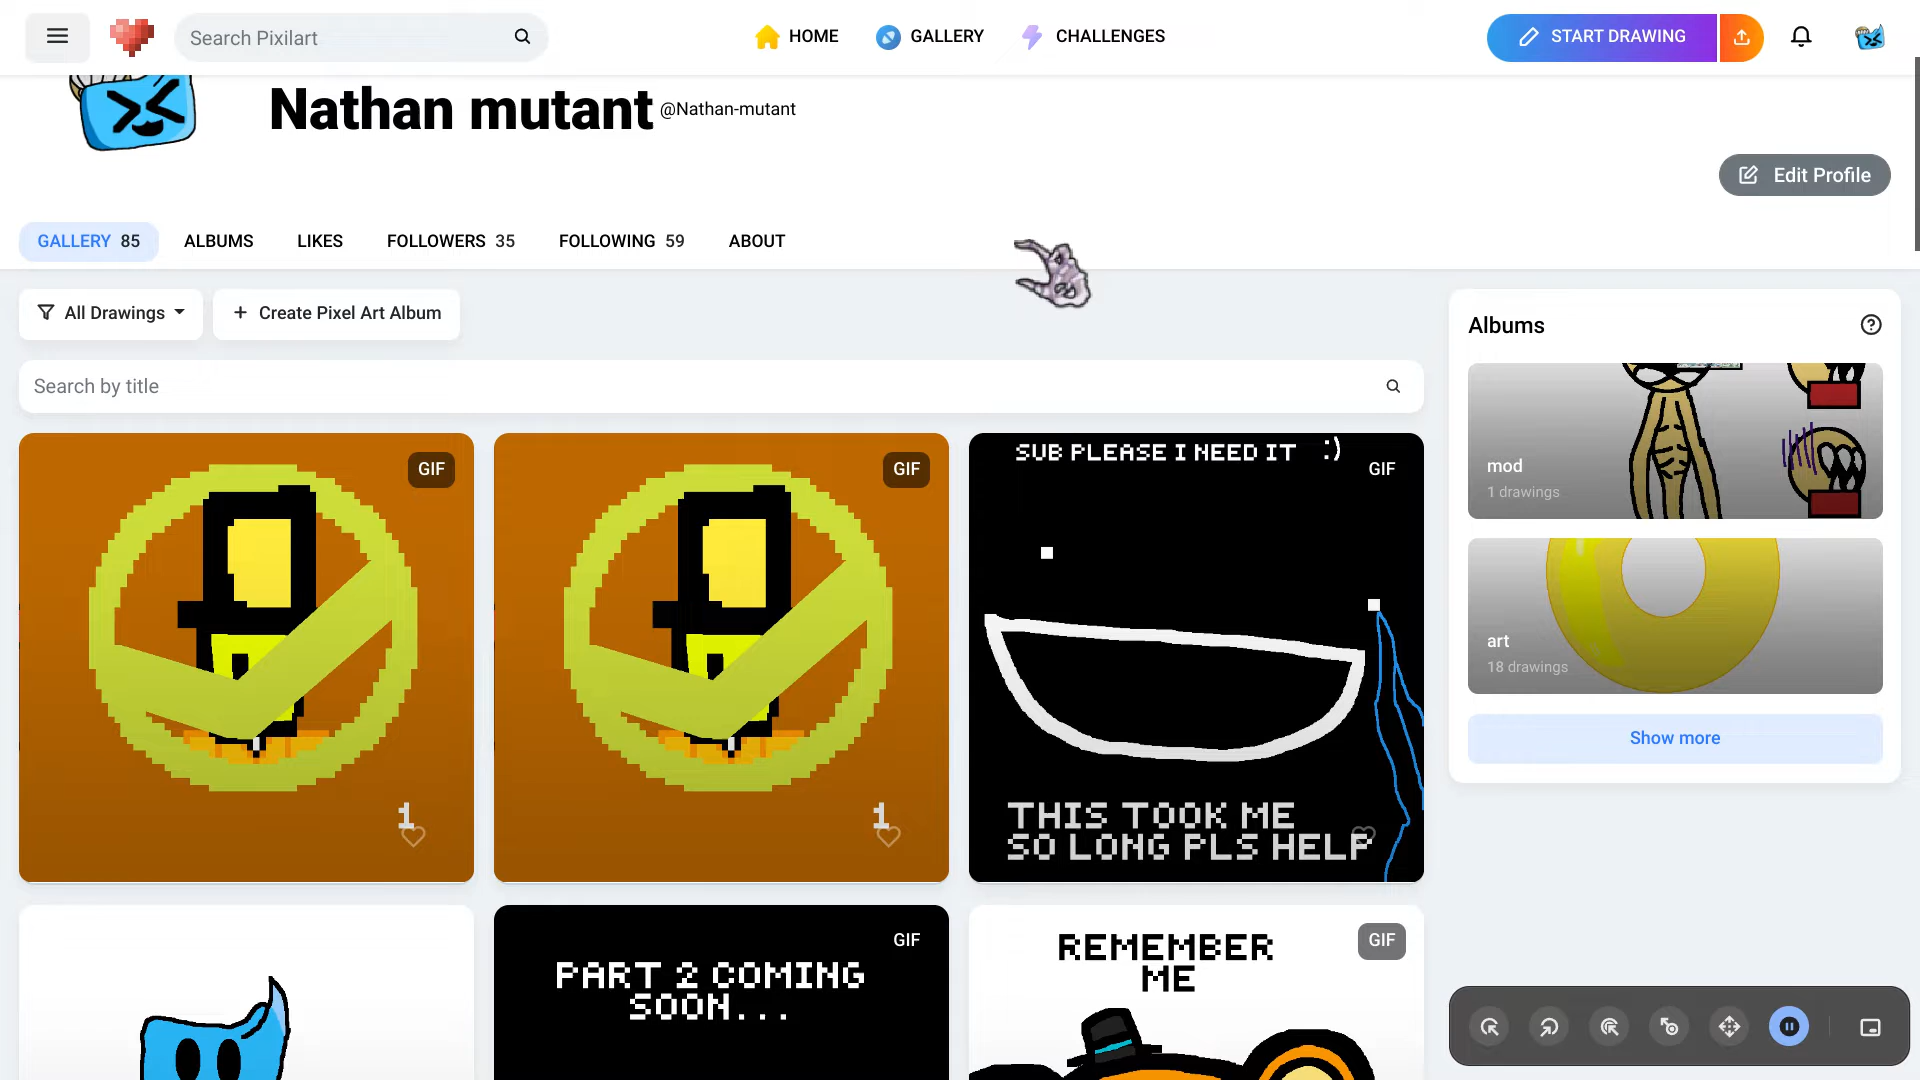 Search Pixilart
HOME
GALLERY
CHALLENGES
START DRAWING
Nathan mutant @Nathan-mutant
Edit Profile
GALLERY 85
ALBUMS
LIKES
FOLLOWERS 35
FOLLOWING 59
ABOUT
All Drawings
+ Create Pixel Art Album
Search by title
Albums
mod
1 drawings
art
18 drawings
Show more
GIF
1
GIF
1
SUB PLEASE I NEED IT :)
GIF
THIS TOOK ME
SO LONG PLS HELP
GIF
PART 2 COMING
SOON...
GIF
REMEMBER
ME